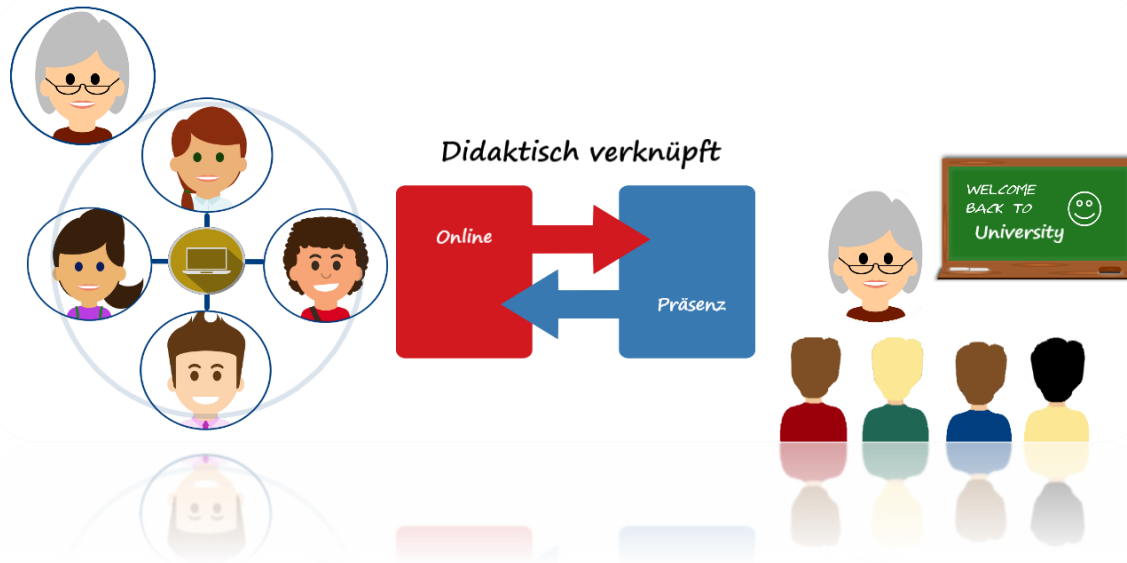 Didaktisch verknüpft
Online
Präsenz
WELCOME
BACK TO
University